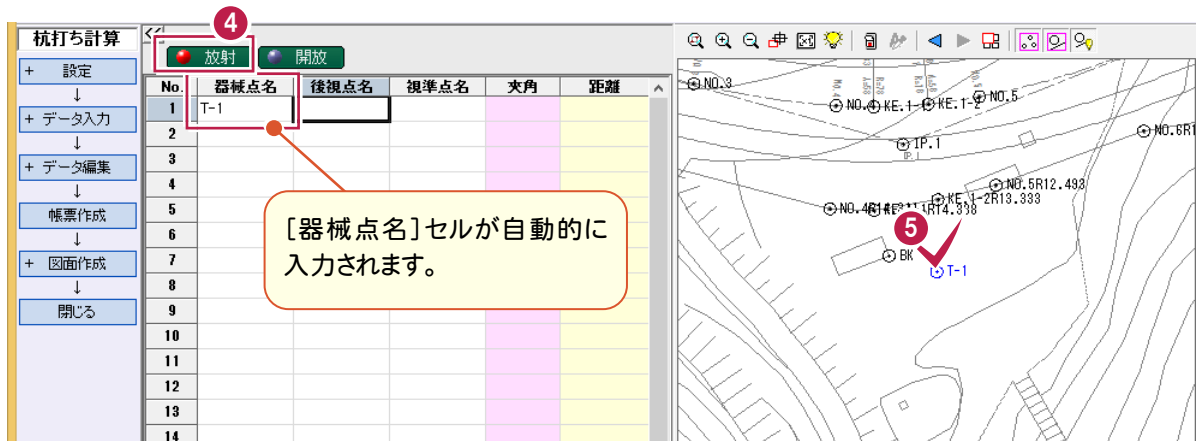 杭打ち計算
+ 設定
↓
+ データ入力
↓
+ データ編集
↓
帳票作成
↓
+ 図面作成
↓
閉じる
4
放射 開放
No. 器械点名 後視点名 視準点名 夾角 距離
1 T-1
2
3
4
5
6
7
8
9
10
11
12
13
14
[器械点名]セルが自動的に
入力されます。
NO.3
NO.4
KE.1-1
KE.1-2
NO.5
NO.6R1
IP.1
IP.1
NO.5R12.493
KE.1-2R13.333
5
BK
T-1